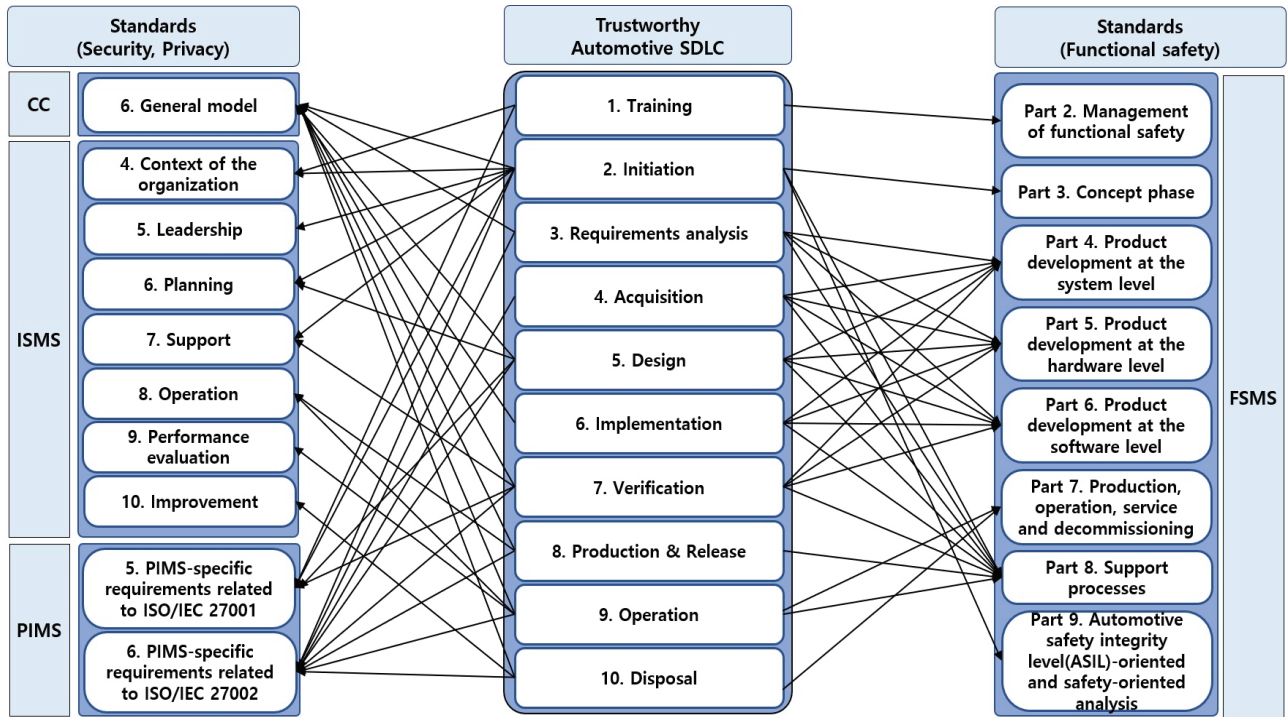 Standards
(Security, Privacy)
CC
6. General model
ISMS
4. Context of the
organization
5. Leadership
6. Planning
7. Support
8. Operation
9. Performance
evaluation
10. Improvement
PIMS
5. PIMS-specific
requirements related
to ISO/IEC 27001
6. PIMS-specific
requirements related
to ISO/IEC 27002
Trustworthy
Automotive SDLC
1. Training
2. Initiation
3. Requirements analysis
4. Acquisition
5. Design
6. Implementation
7. Verification
8. Production & Release
9. Operation
10. Disposal
Standards
(Functional safety)
Part 2. Management
of functional safety
Part 3. Concept phase
Part 4. Product
development at the
system level
Part 5. Product
development at the
hardware level
Part 6. Product
development at the
software level
Part 7. Production,
operation, service
and decommissioning
Part 8. Support
processes
Part 9. Automotive
safety integrity
level(ASIL)-oriented
and safety-oriented
analysis
FSMS